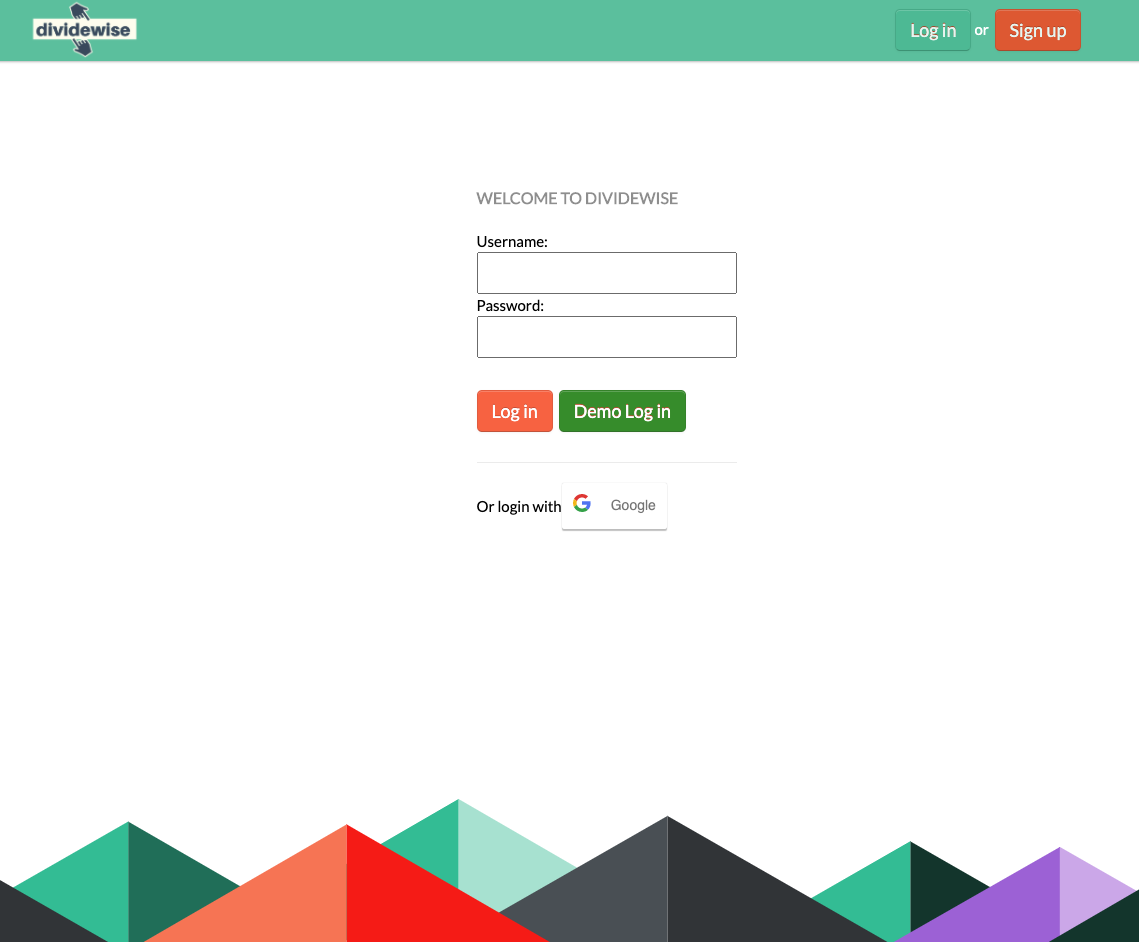 dividewise
Log in or Sign up
WELCOME TO DIVIDEWISE
Username:
Password:
Log in Demo Log in
Or login with Google